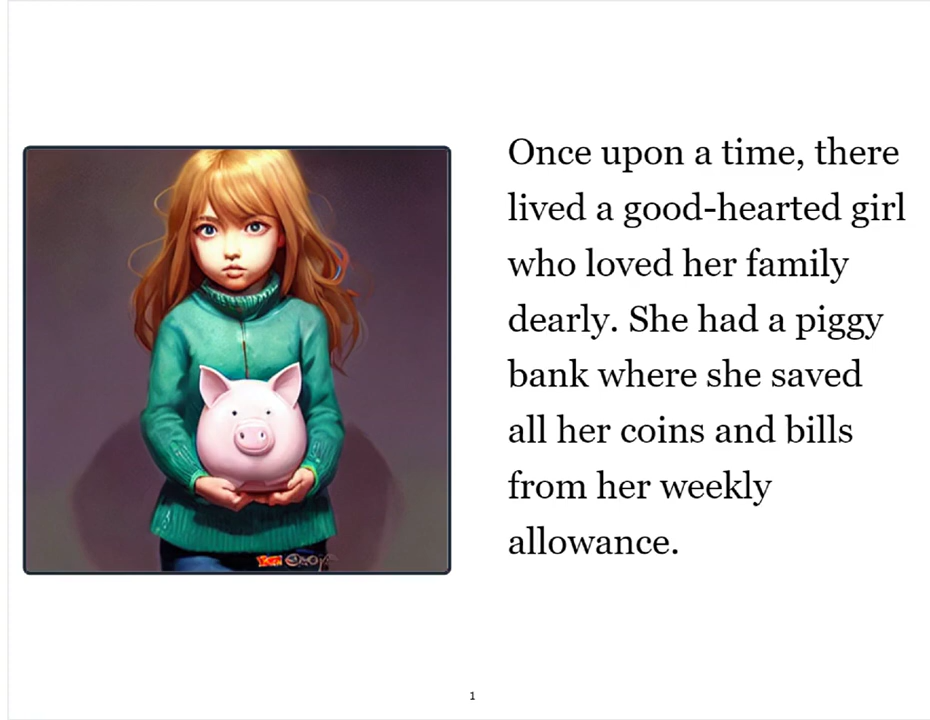 Once upon a time, there
lived a good-hearted girl
who loved her family
dearly. She had a piggy
bank where she saved
all her coins and bills
from her weekly
allowance.
1